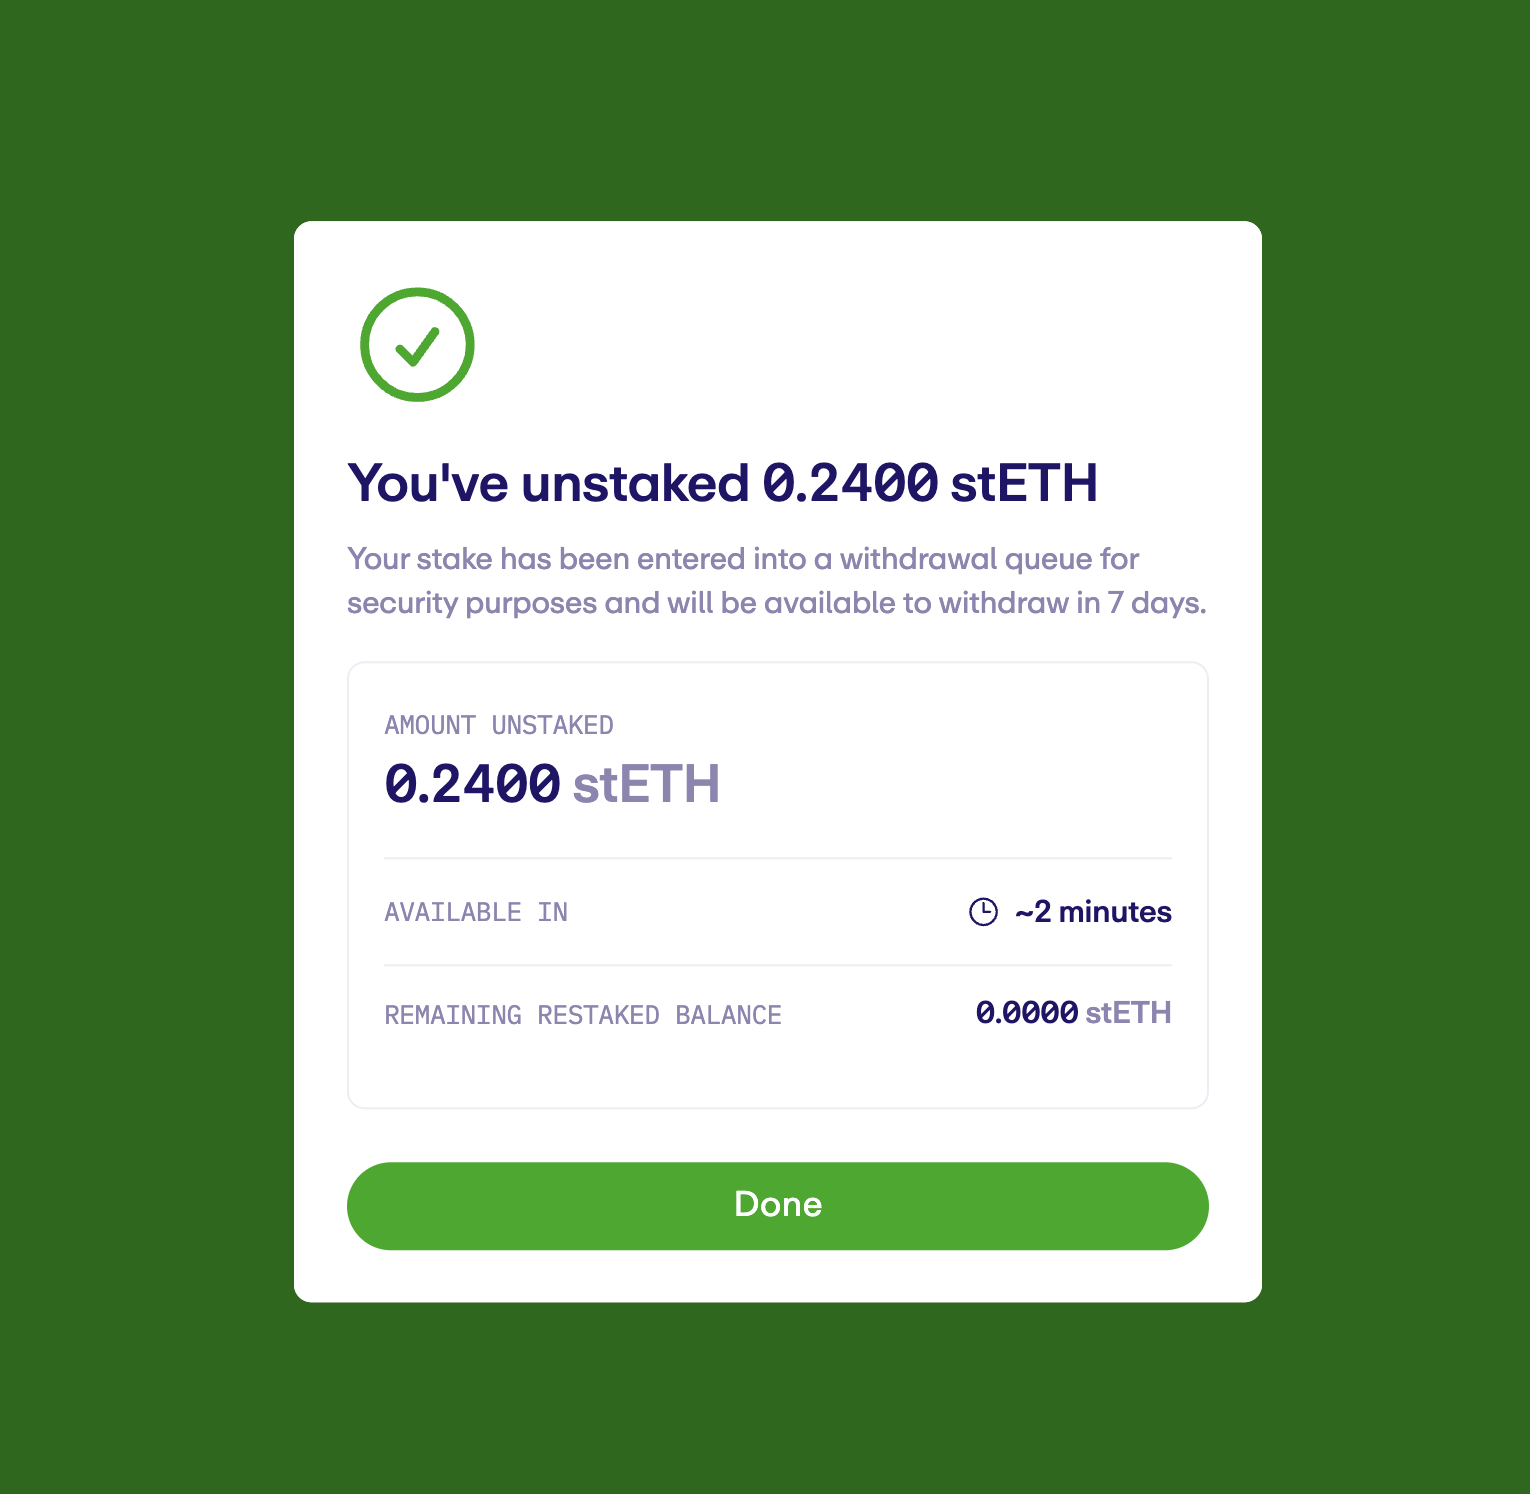 You've unstaked 0.2400 stETH
Your stake has been entered into a withdrawal queue for
security purposes and will be available to withdraw in 7 days.
AMOUNT UNSTAKED
0.2400 stETH
AVAILABLE IN ~2 minutes
REMAINING RESTAKED BALANCE 0.0000 stETH
Done